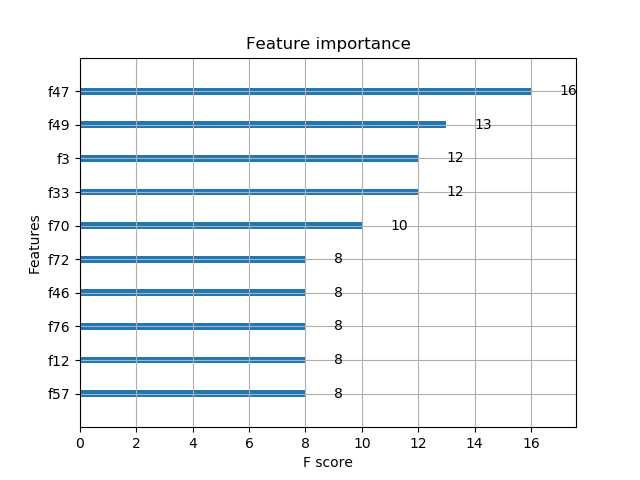 Feature importance
f47 16
f49 13
f3 12
f33 12
f70 10
f72 8
f46 8
f76 8
f12 8
f57 8
Features
0 2 4 6 8 10 12 14 16
F score